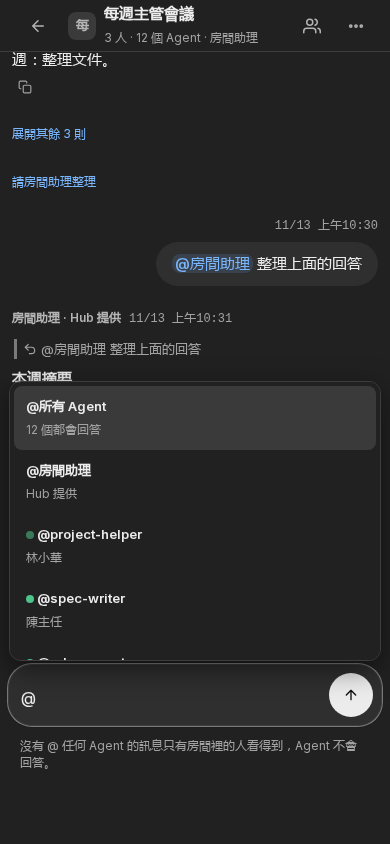 每
每週主管會議
3 人 · 12 個 Agent · 房間助理
週：整理文件。
展開其餘 3 則
請房間助理整理
11/13 上午10:30
@房間助理 整理上面的回答
房間助理 · Hub 提供 11/13 上午10:31
@房間助理 整理上面的回答
本週摘要
@所有 Agent
12 個都會回答
@房間助理
Hub 提供
@project-helper
林小華
@spec-writer
陳主任
@
沒有 @ 任何 Agent 的訊息只有房間裡的人看得到，Agent 不會
回答。